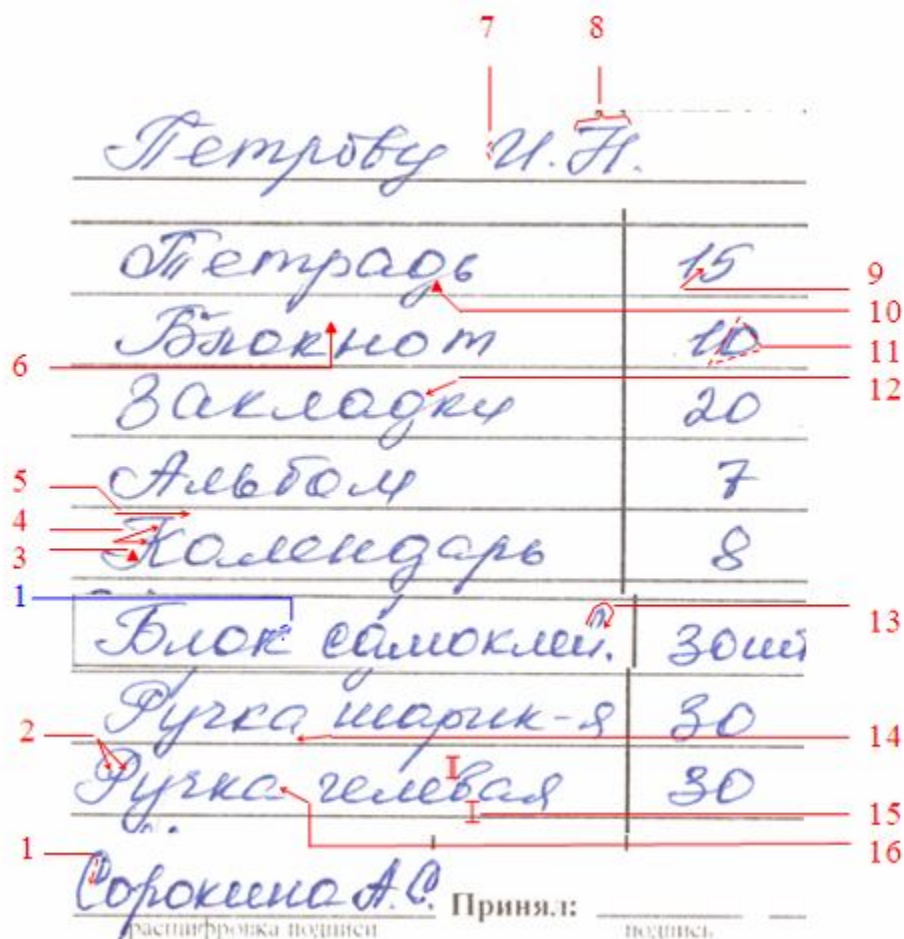 7 8
Петрову И.Н.
Тетрадь 15 9
10
6 Блокнот 10 11
Закладки 20 12
5 Альбом 7
4
3 Календарь 8
1
Блок самоклей. 30шт 13
2 Ручка шарик-я 30 14
Ручка гелевая 30 15
16
1 Сорокина А.С. Принял:
расшифровка подписи подпись